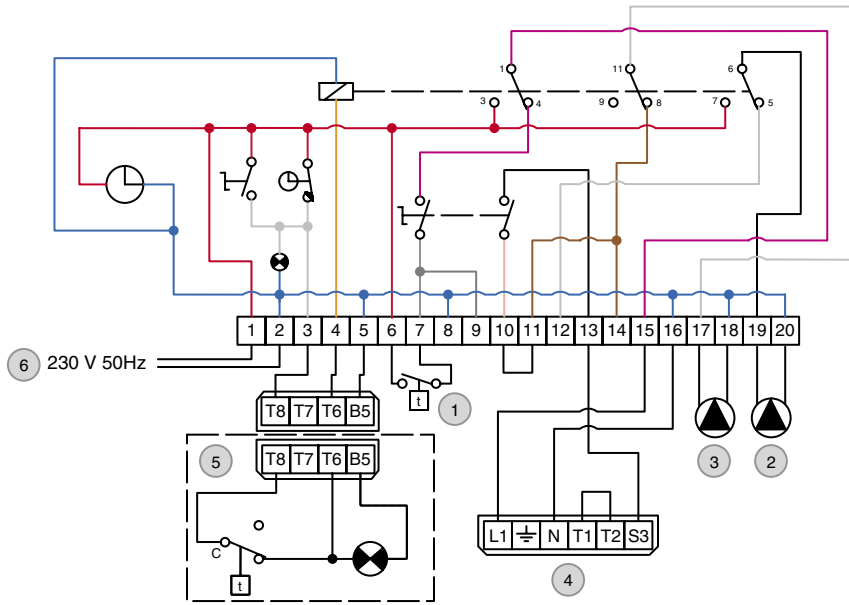 1 11 6
3 4 9 8 7 5
1 2 3 4 5 6 7 8 9 10 11 12 13 14 15 16 17 18 19 20
6 230 V 50Hz
t 1
T8 T7 T6 B5
5 T8 T7 T6 B5
3 2
C
t
L1 N T1 T2 S3
4